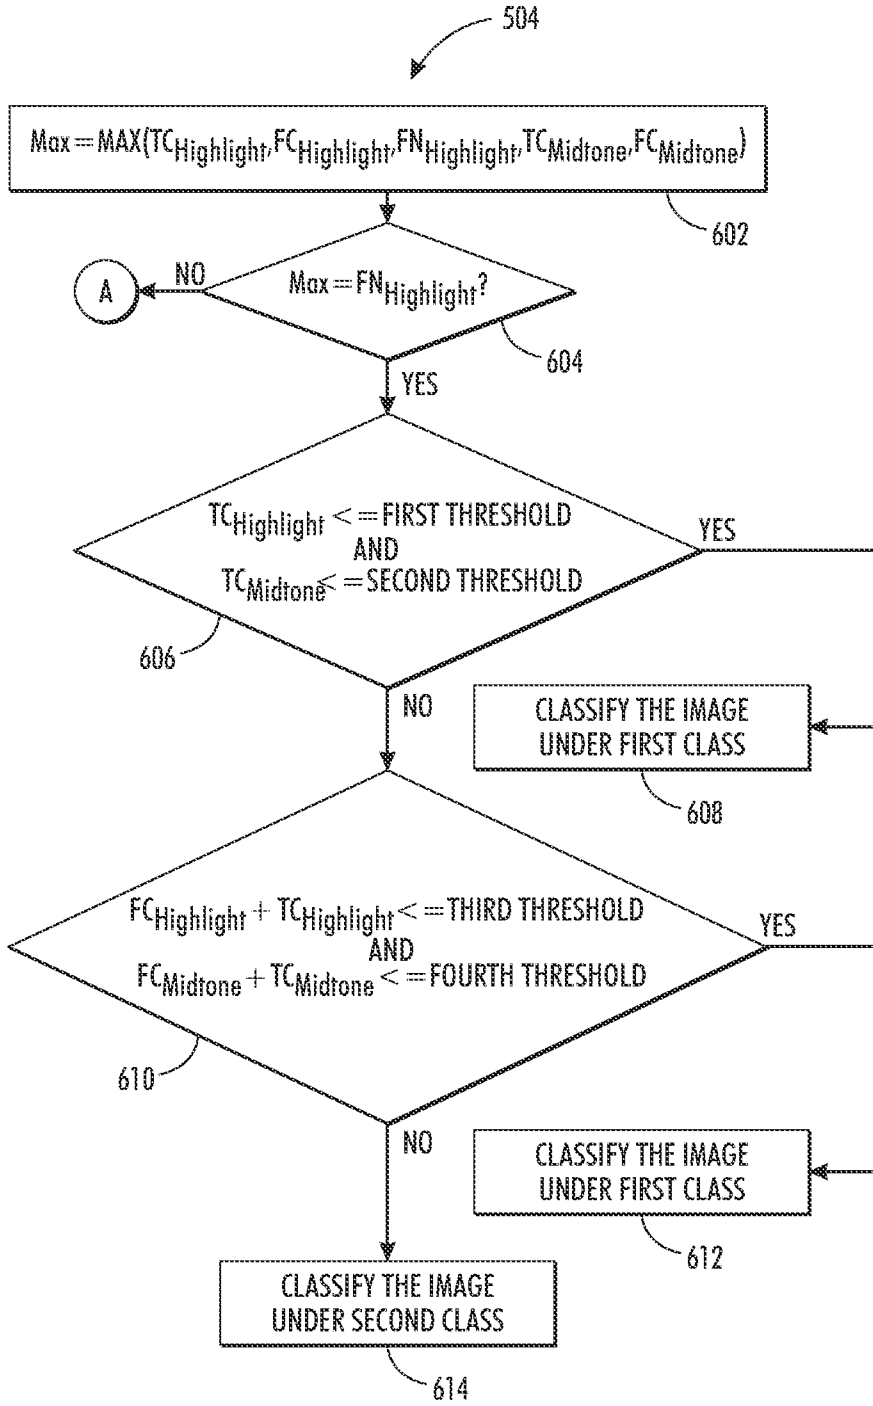 504
Max=MAX(TCHighlight,FCHighlight,FNHighlight,TCMidtone,FCMidtone)
602
NO
A
Max=FNHighlight?
604
YES
TCHighlight <=FIRST THRESHOLD
AND
TCMidtone<=SECOND THRESHOLD
YES
606
NO
CLASSIFY THE IMAGE
UNDER FIRST CLASS
608
FCHighlight + TCHighlight<=THIRD THRESHOLD
AND
FCMidtone+TCMidtone <=FOURTH THRESHOLD
YES
610
NO
CLASSIFY THE IMAGE
UNDER FIRST CLASS
612
CLASSIFY THE IMAGE
UNDER SECOND CLASS
614